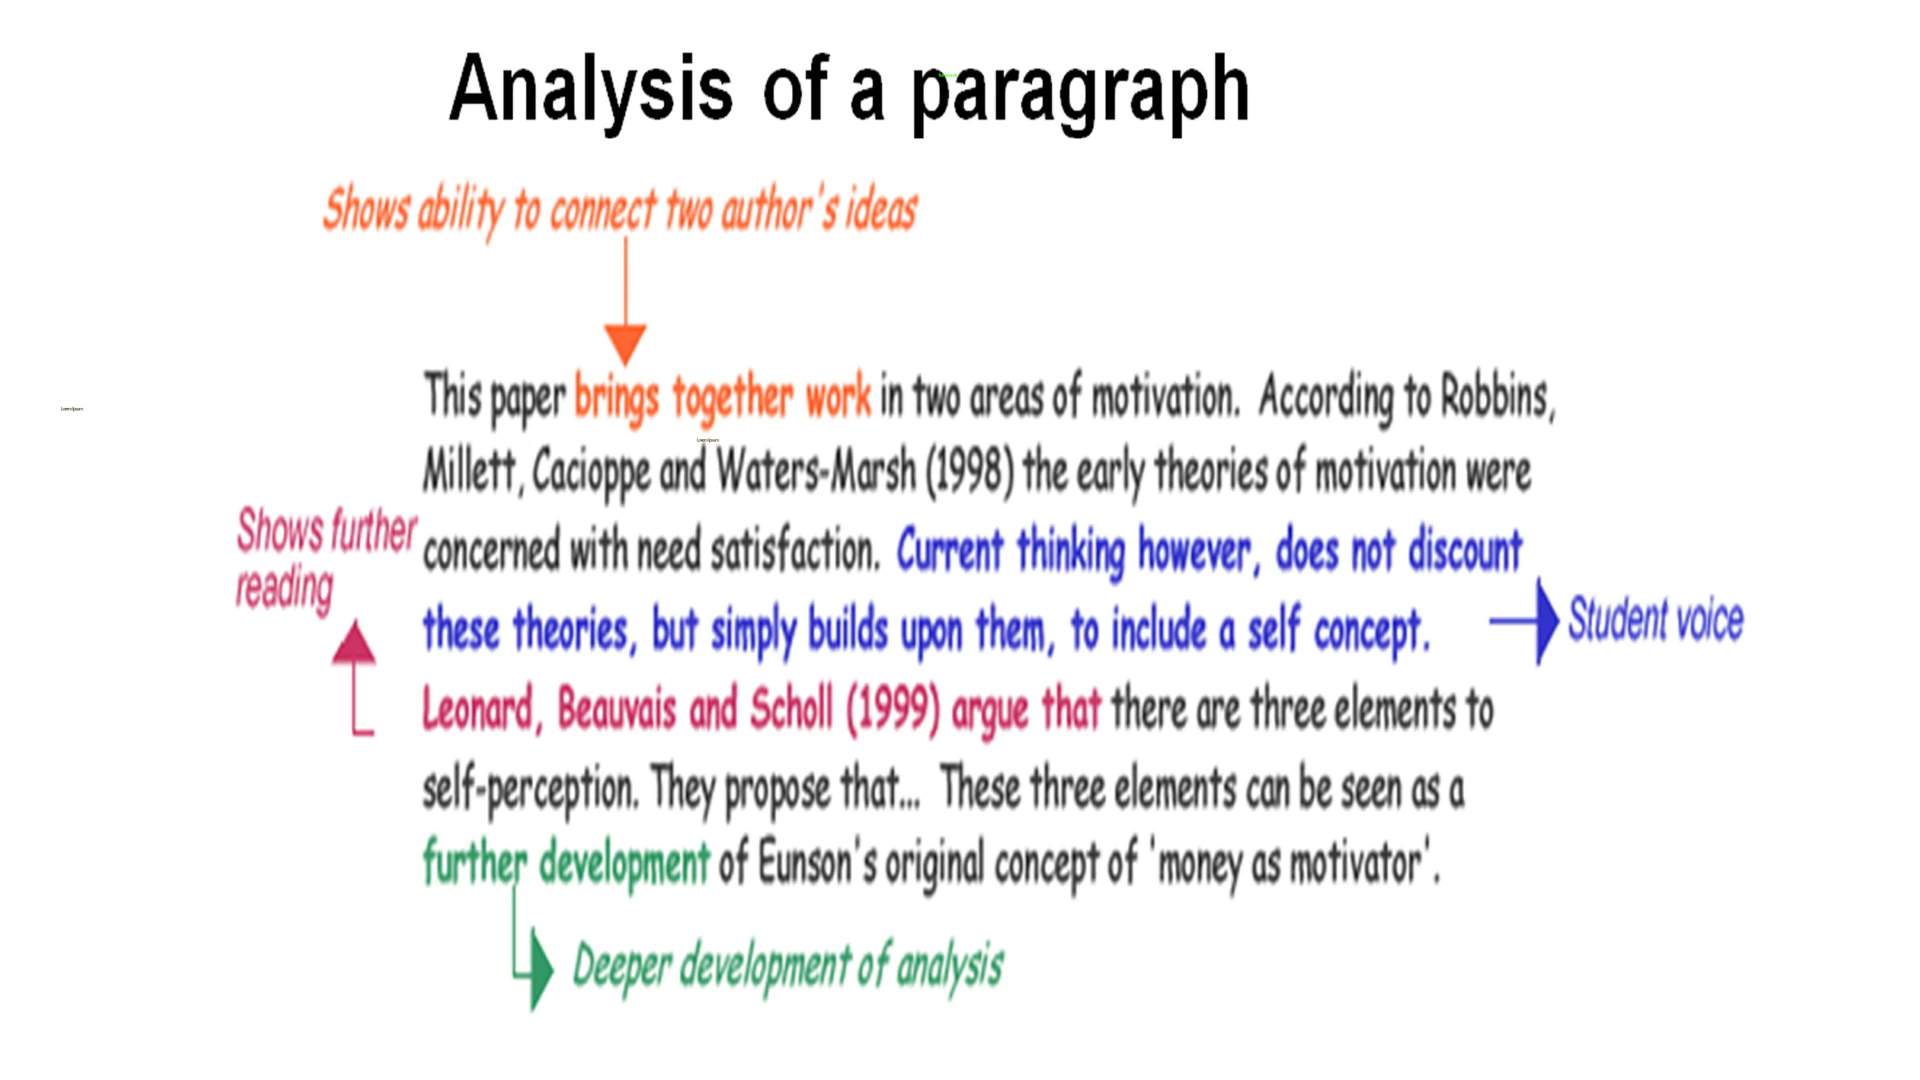 Analysis of a paragraph
Shows ability to connect two author's ideas
This paper brings together work in two areas of motivation. According to Robbins,
Lorem Ipsum
Lorem Ipsum
Millett, Cacioppe and Waters-Marsh (1998) the early theories of motivation were
Shows further
reading
concerned with need satisfaction. Current thinking however, does not discount
these theories, but simply builds upon them, to include a self concept.
Student voice
Leonard, Beauvais and Scholl (1999) argue that there are three elements to
self-perception. They propose that... These three elements can be seen as a
further development of Eunson's original concept of 'money as motivator'.
Deeper development of analysis